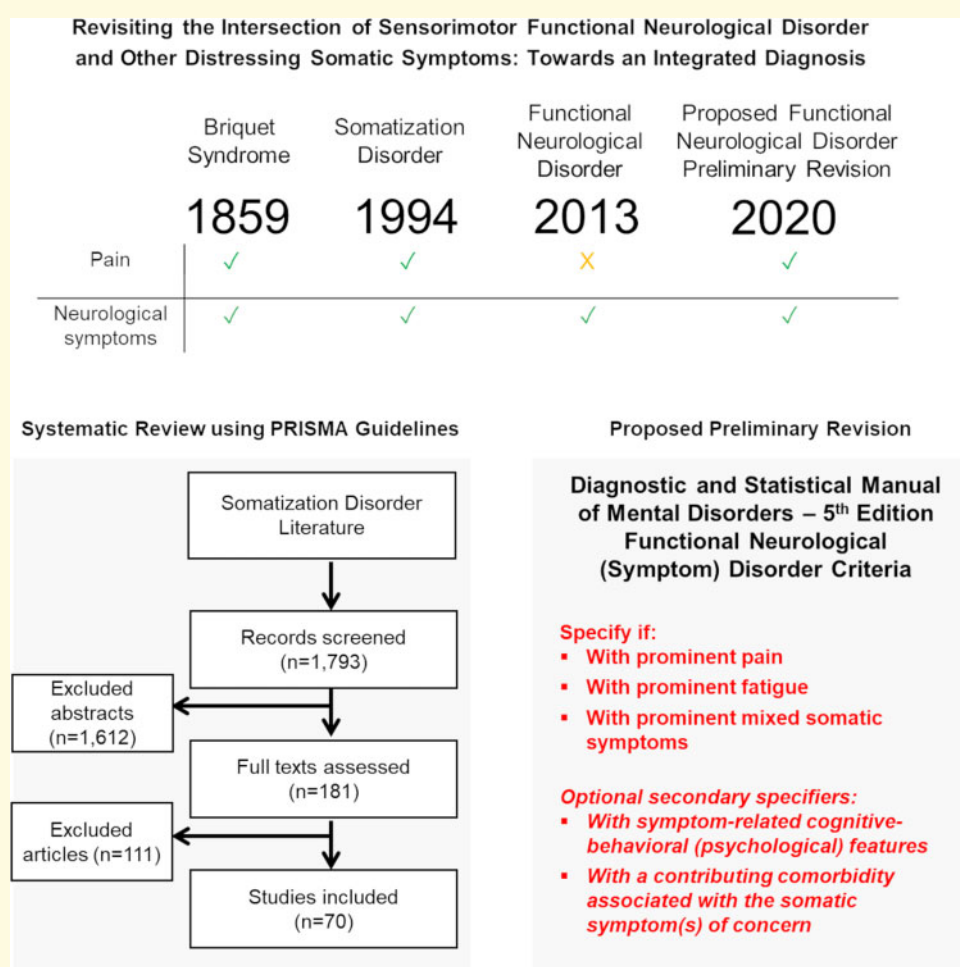 Revisiting the Intersection of Sensorimotor Functional Neurological Disorder
and Other Distressing Somatic Symptoms: Towards an Integrated Diagnosis
Briquet
Syndrome
1859
Somatization
Disorder
1994
Functional
Neurological
Disorder
2013
Proposed Functional
Neurological Disorder
Preliminary Revision
2020
Pain ✓ ✓ X ✓
Neurological
symptoms
✓ ✓ ✓ ✓
Systematic Review using PRISMA Guidelines
Somatization Disorder
Literature
Records screened
(n=1,793)
Excluded
abstracts
(n=1,612)
Full texts assessed
(n=181)
Excluded
articles (n=111)
Studies included
(n=70)
Proposed Preliminary Revision
Diagnostic and Statistical Manual
of Mental Disorders – 5th Edition
Functional Neurological
(Symptom) Disorder Criteria
Specify if:
▪ With prominent pain
▪ With prominent fatigue
▪ With prominent mixed somatic
symptoms
Optional secondary specifiers:
▪ With symptom-related cognitive-
behavioral (psychological) features
▪ With a contributing comorbidity
associated with the somatic
symptom(s) of concern